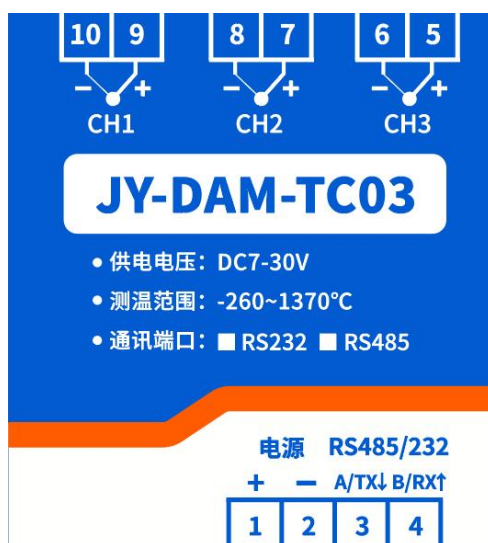 10 9 8 7 6 5
− + − + − +
CH1 CH2 CH3
JY-DAM-TC03
• 供电电压：DC7-30V
• 测温范围：-260~1370℃
• 通讯端口：■ RS232 ■ RS485
电源 RS485/232
+ − A/TX↓ B/RX↑
1 2 3 4